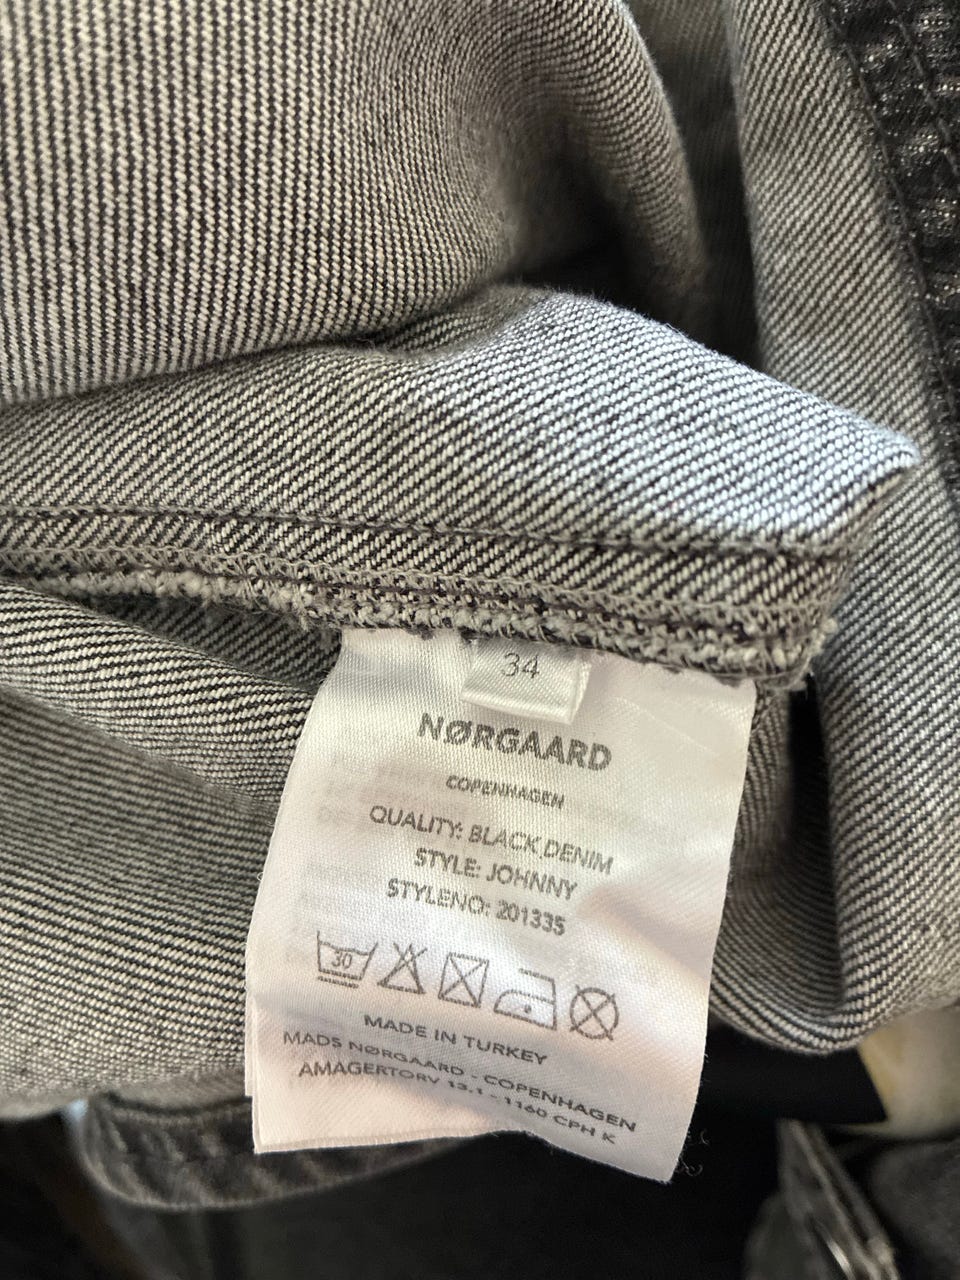 34
NØRGAARD
COPENHAGEN
QUALITY: BLACK DENIM
STYLE: JOHNNY
STYLENO: 201335
30
MADE IN TURKEY
MADS NØRGAARD - COPENHAGEN
AMAGERTORV 13.1 - 1160 CPH K